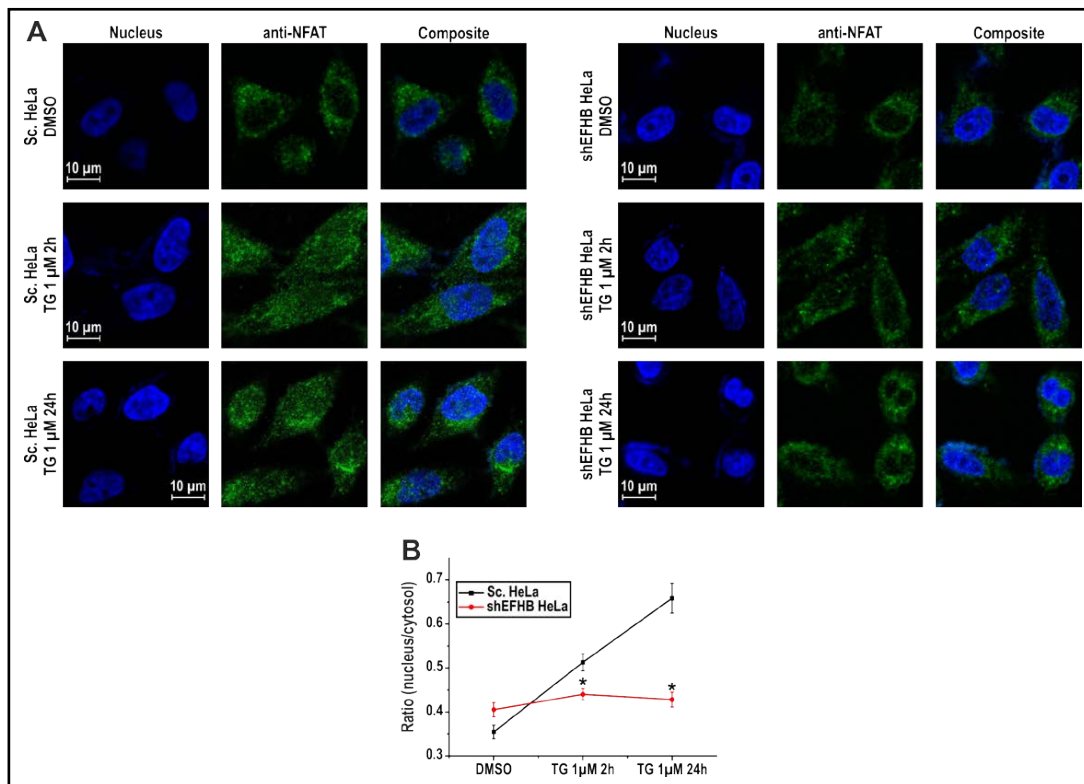 A
Nucleus anti-NFAT Composite
Nucleus anti-NFAT Composite
Sc. HeLa
DMSO
10 µm
shEFHB HeLa
DMSO
10 µm
Sc. HeLa
TG 1 µM 2h
10 µm
shEFHB HeLa
TG 1 µM 2h
10 µm
Sc. HeLa
TG 1 µM 24h
10 µm
shEFHB HeLa
TG 1 µM 24h
10 µm
B
Ratio (nucleus/cytosol)
0.7
0.6
0.5
0.4
0.3
Sc. HeLa
shEFHB HeLa
* *
DMSO TG 1µM 2h TG 1µM 24h